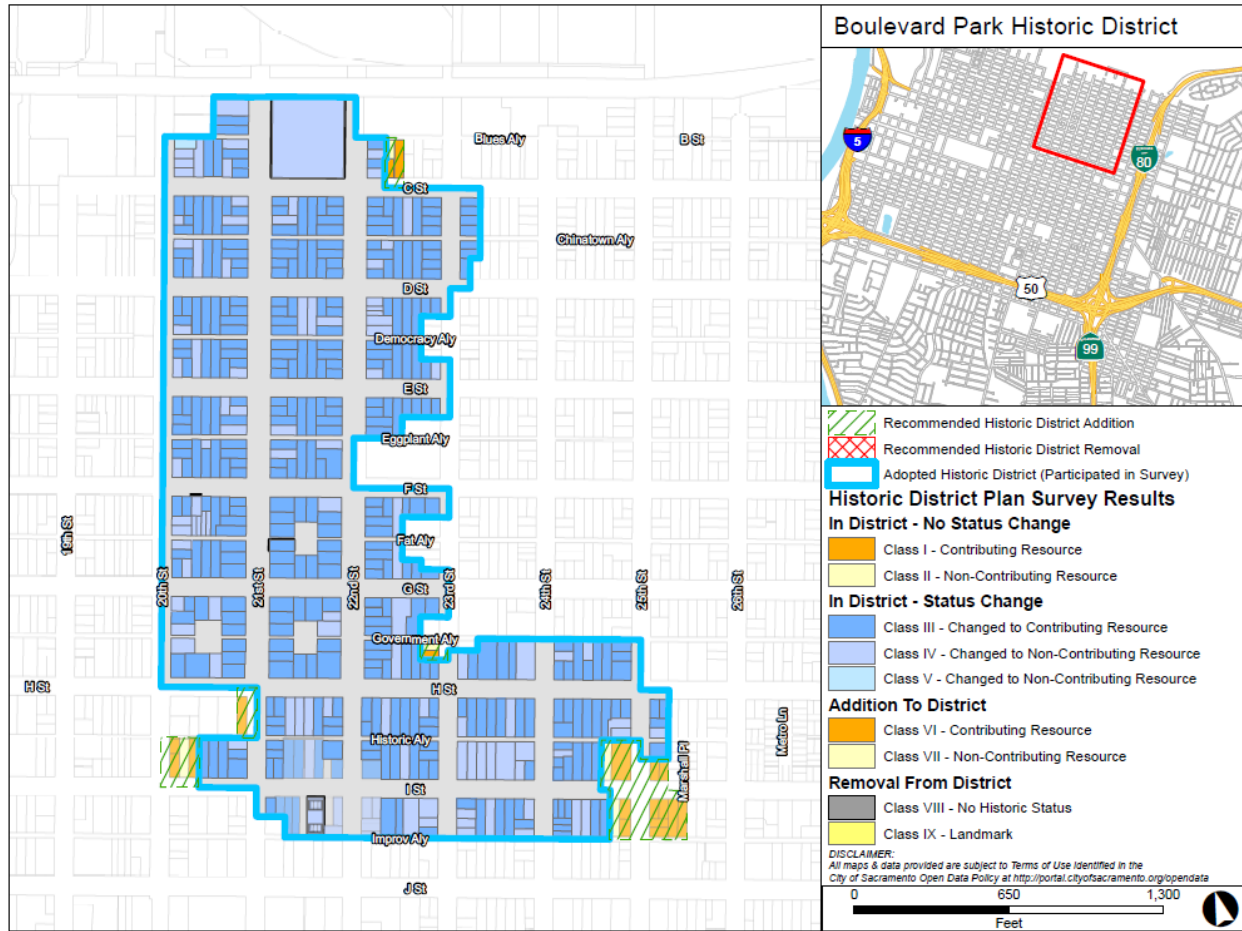 Boulevard Park Historic District
5
80
50
99
Blues Aly
B St
C St
Chinatown Aly
D St
Democracy Aly
E St
Eggplant Aly
F St
Fat Aly
19th St
20th St
21st St
22nd St
23rd St
24th St
25th St
26th St
G St
Government Aly
H St
H St
Historic Aly
Metro Ln
Marshall Pl
I St
Improv Aly
J St
Recommended Historic District Addition
Recommended Historic District Removal
Adopted Historic District (Participated in Survey)
Historic District Plan Survey Results
In District - No Status Change
Class I - Contributing Resource
Class II - Non-Contributing Resource
In District - Status Change
Class III - Changed to Contributing Resource
Class IV - Changed to Non-Contributing Resource
Class V - Changed to Non-Contributing Resource
Addition To District
Class VI - Contributing Resource
Class VII - Non-Contributing Resource
Removal From District
Class VIII - No Historic Status
Class IX - Landmark
DISCLAIMER:
All maps & data provided are subject to Terms of Use Identified in the
City of Sacramento Open Data Policy at http://portal.cityofsacramento.org/opendata
0 650 1,300
Feet